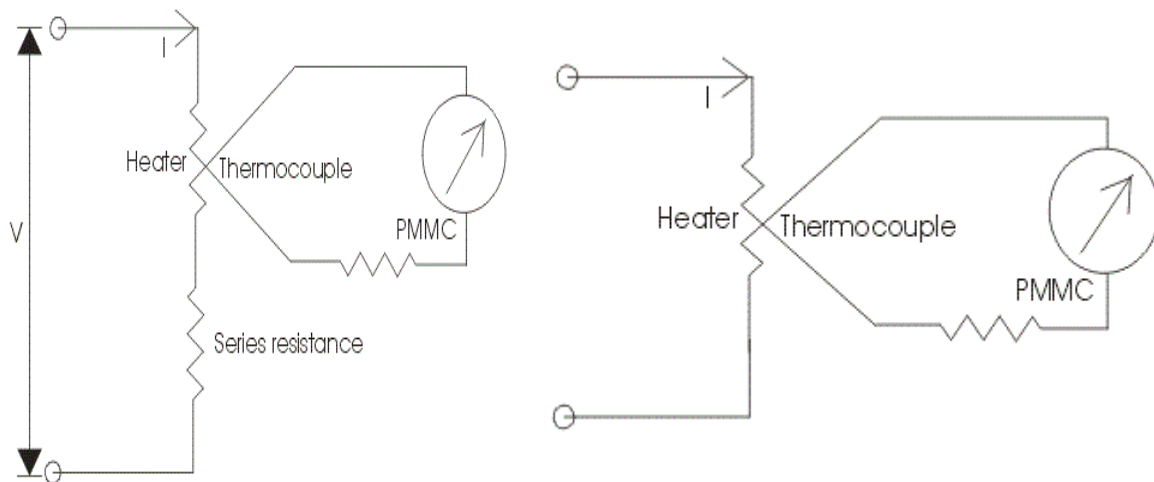 I
Heater Thermocouple
V
PMMC
Series resistance
I
Heater Thermocouple
PMMC